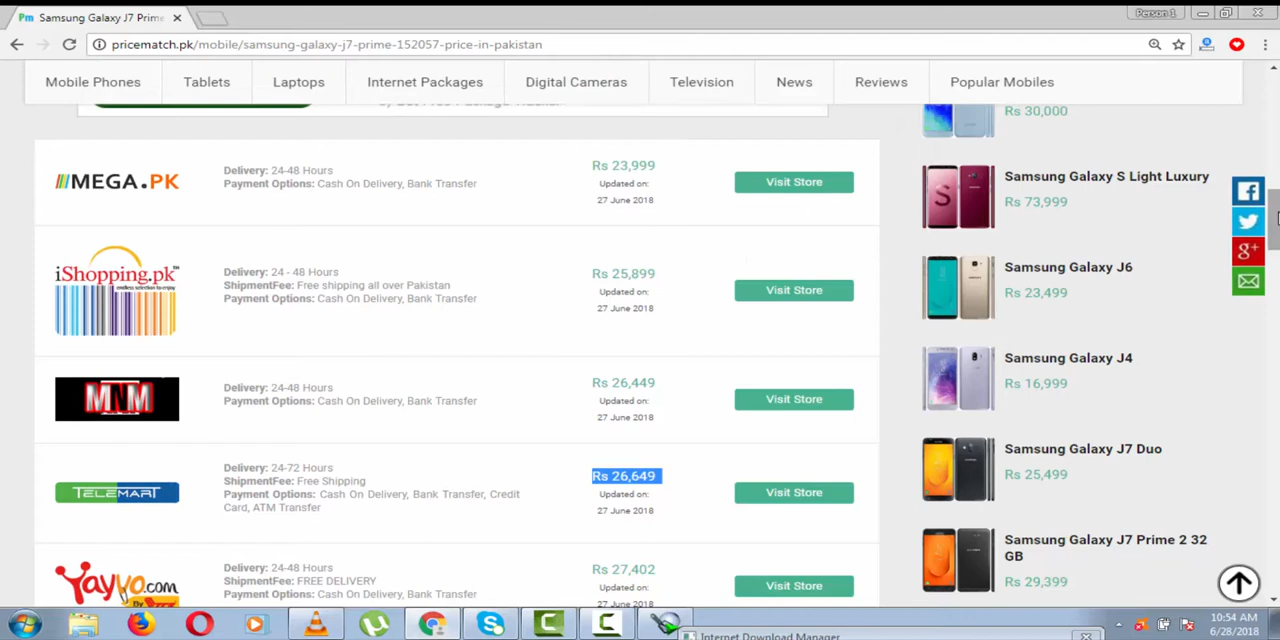 Pm Samsung Galaxy J7 Prime
Person 1
pricematch.pk/mobile/samsung-galaxy-j7-prime-152057-price-in-pakistan
Mobile Phones Tablets Laptops Internet Packages Digital Cameras Television News Reviews Popular Mobiles
Rs 30,000
MEGA.PK
Delivery: 24-48 Hours
Payment Options: Cash On Delivery, Bank Transfer
Rs 23,999
Updated on:
27 June 2018
Visit Store
iShopping.pk
endless selection to enjoy
Delivery: 24 - 48 Hours
ShipmentFee: Free shipping all over Pakistan
Payment Options: Cash On Delivery, Bank Transfer
Rs 25,899
Updated on:
27 June 2018
Visit Store
MNM
Delivery: 24-48 Hours
Payment Options: Cash On Delivery, Bank Transfer
Rs 26,449
Updated on:
27 June 2018
Visit Store
TELEMART
Delivery: 24-72 Hours
ShipmentFee: Free Shipping
Payment Options: Cash On Delivery, Bank Transfer, Credit
Card, ATM Transfer
Rs 26,649
Updated on:
27 June 2018
Visit Store
Yayvo.com
By
Delivery: 24-48 Hours
ShipmentFee: FREE DELIVERY
Payment Options: Cash On Delivery, Bank Transfer
Rs 27,402
Updated on:
27 June 2018
Visit Store
Samsung Galaxy S Light Luxury
Rs 73,999
Samsung Galaxy J6
Rs 23,499
Samsung Galaxy J4
Rs 16,999
Samsung Galaxy J7 Duo
Rs 25,499
Samsung Galaxy J7 Prime 2 32
GB
Rs 29,399
Internet Download Manager
10:54 AM
6/28/2018